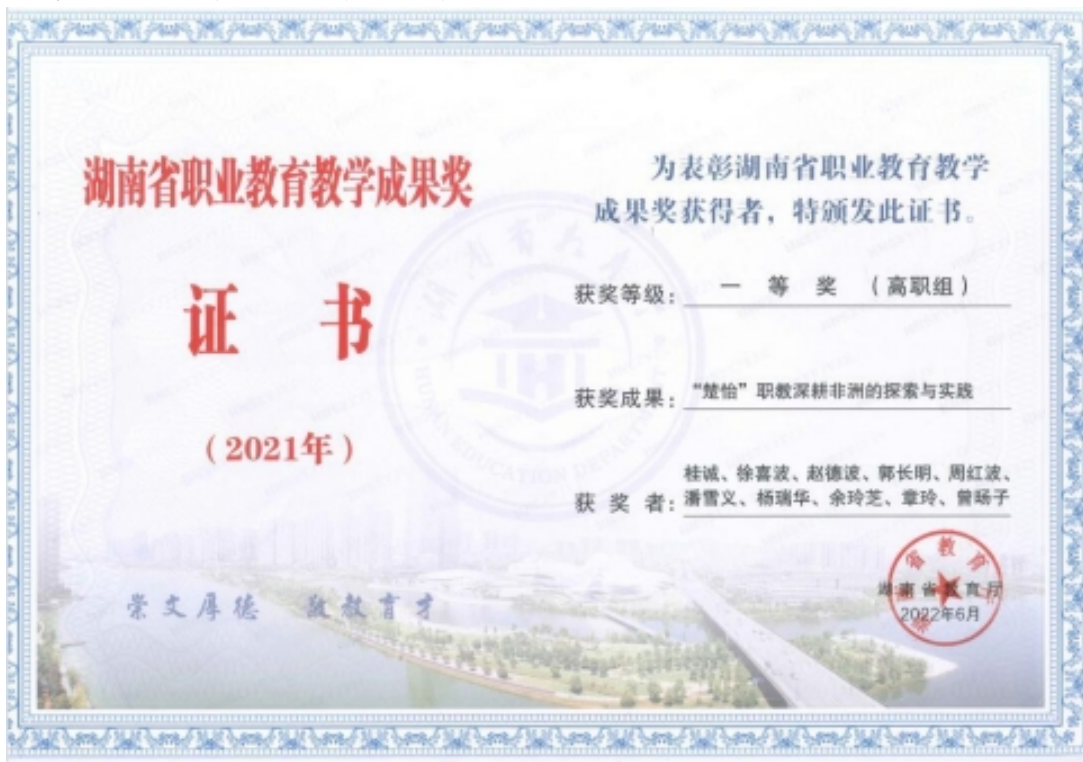 湖南省职业教育教学成果奖
证 书
(2021年)
崇文厚德 敬教育才
为表彰湖南省职业教育教学
成果奖获得者，特颁发此证书。
获奖等级：一 等 奖 （高职组）
获奖成果：“楚怡”职教深耕非洲的探索与实践
桂诚、徐喜波、赵德波、郭长明、周红波、
获 奖 者：潘雪义、杨瑞华、余玲芝、章玲、曾旸子
湖南省教育厅
2022年6月
HUNAN EDUCATION DEPARTMENT